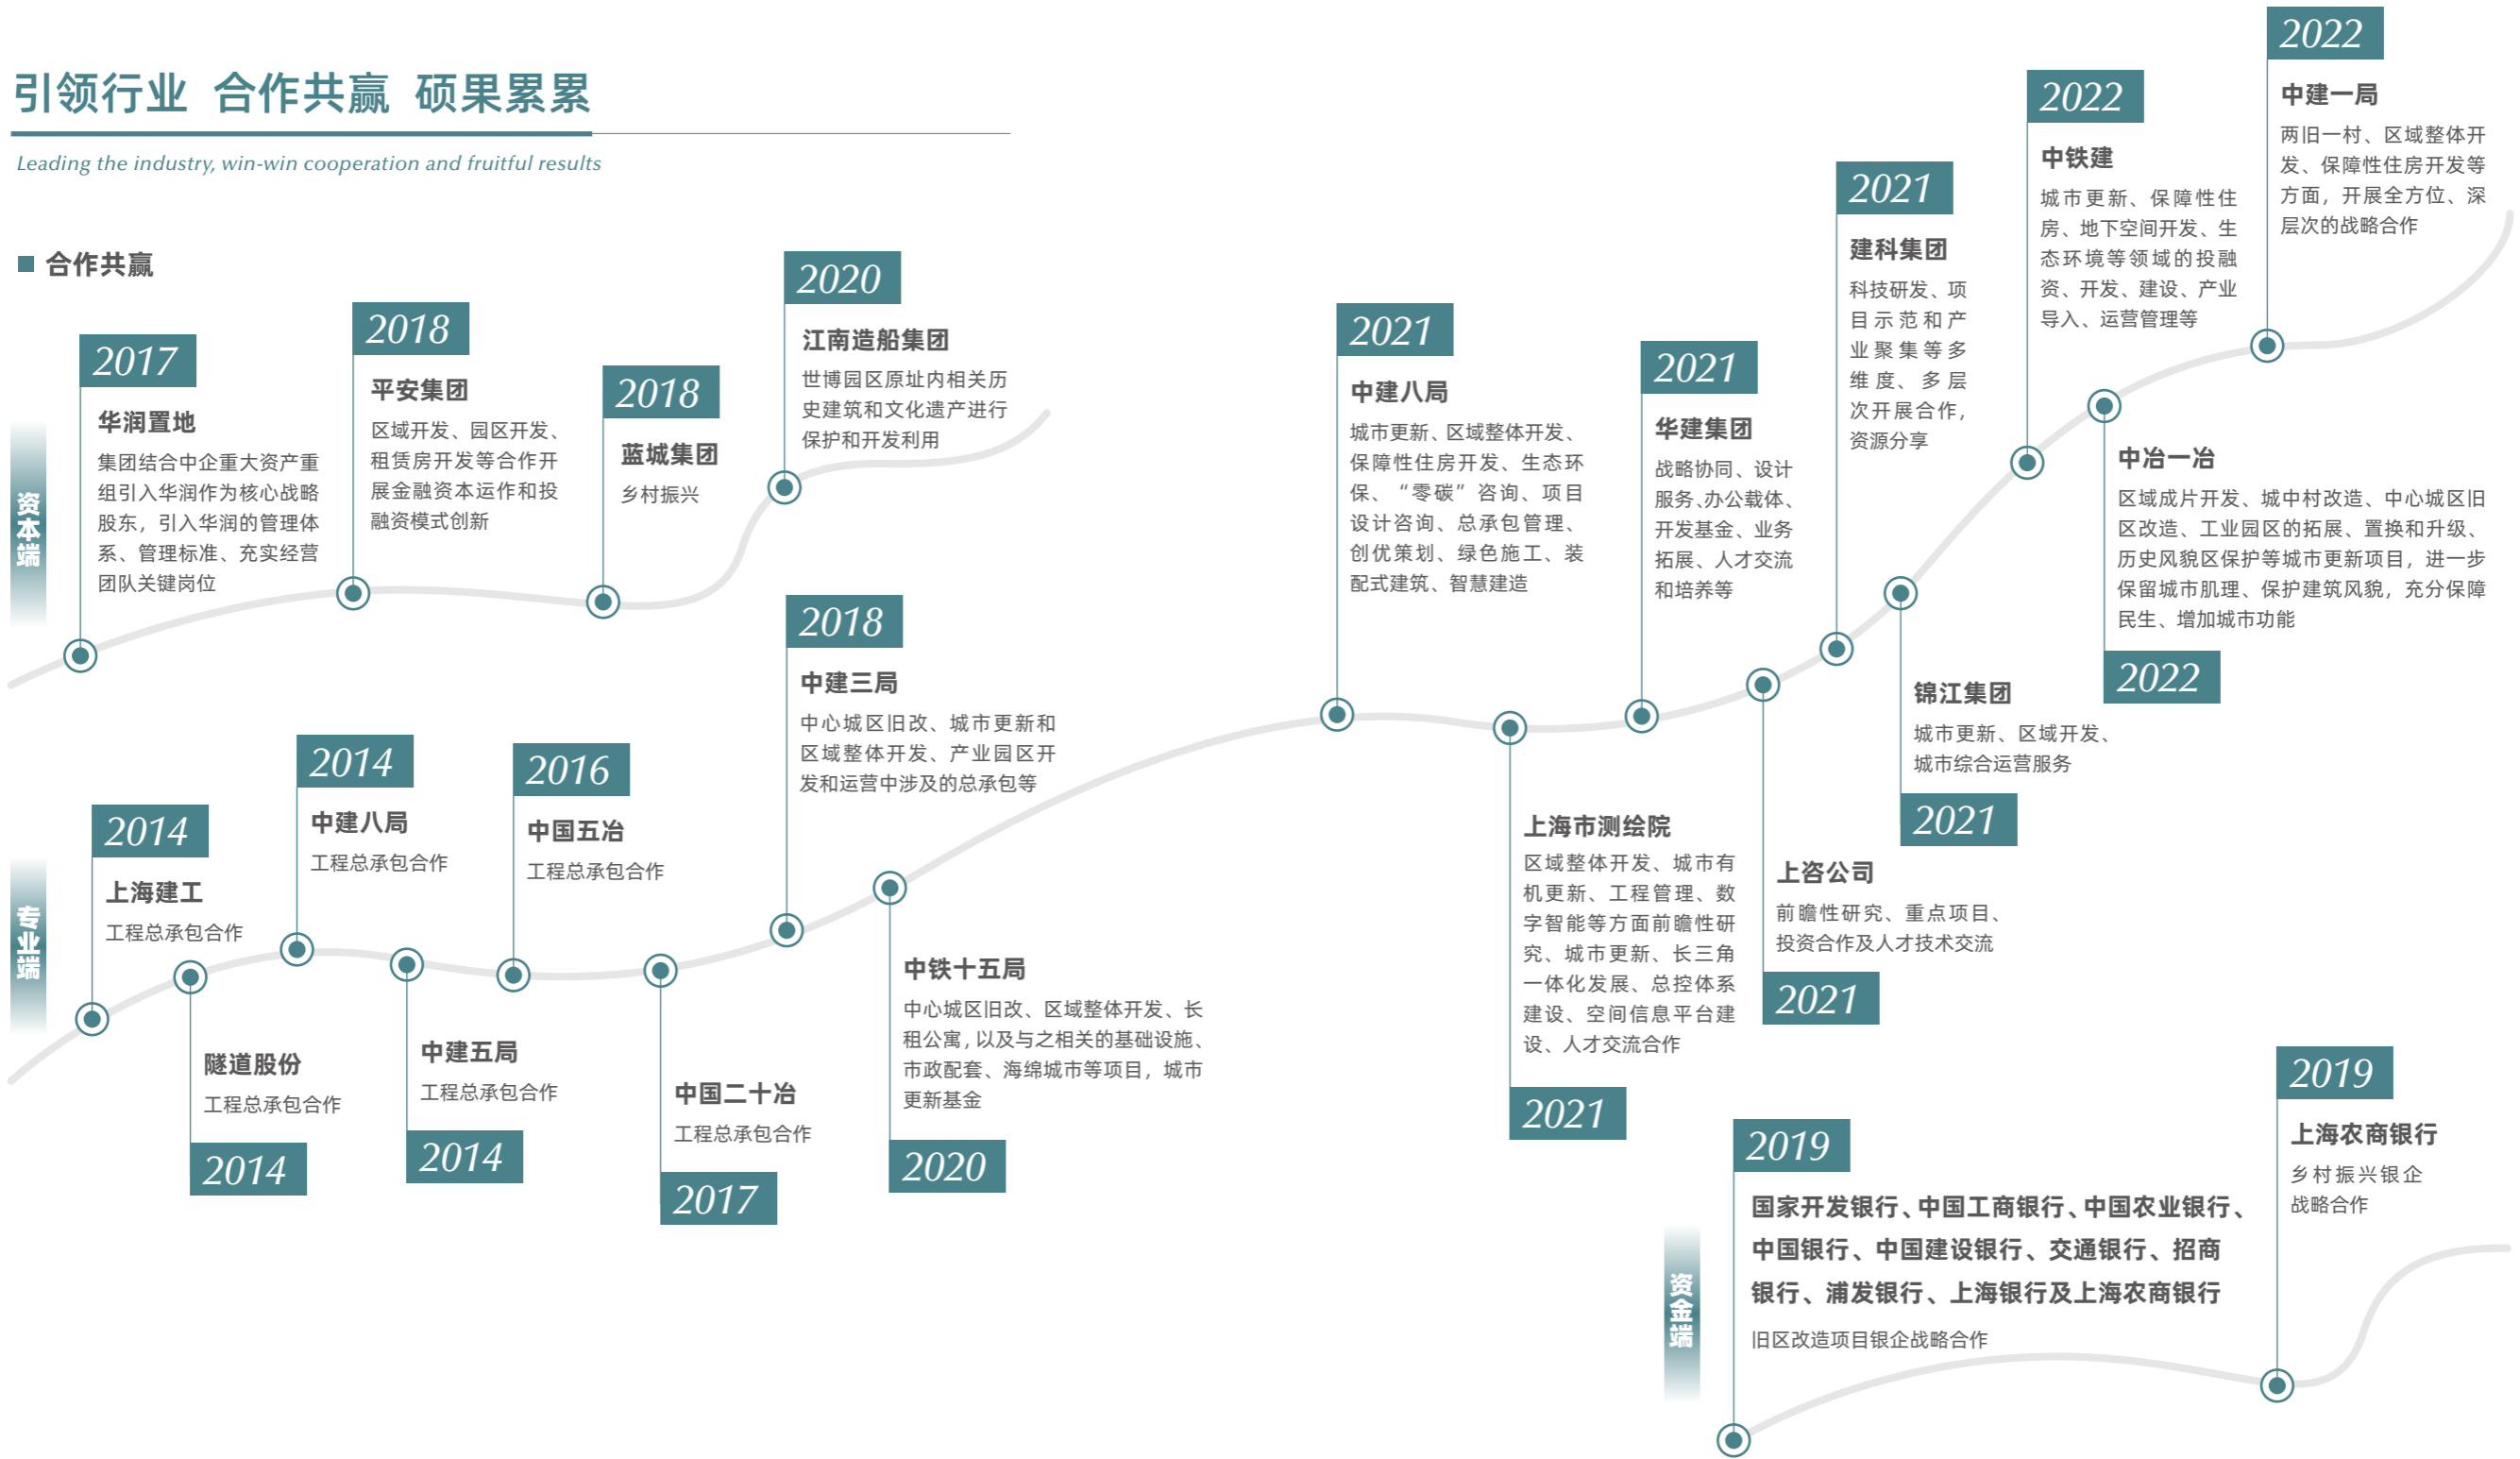 引领行业 合作共赢 硕果累累
Leading the industry, win-win cooperation and fruitful results
合作共赢
资本端
2017
华润置地
集团结合中企重大资产重
组引入华润作为核心战略
股东，引入华润的管理体
系、管理标准、充实经营
团队关键岗位
2018
平安集团
区域开发、园区开发、
租赁房开发等合作开
展金融资本运作和投
融资模式创新
2018
蓝城集团
乡村振兴
2020
江南造船集团
世博园区原址内相关历
史建筑和文化遗产进行
保护和开发利用
专业端
2014
上海建工
工程总承包合作
隧道股份
工程总承包合作
2014
2014
中建八局
工程总承包合作
中建五局
工程总承包合作
2014
2016
中国五冶
工程总承包合作
中国二十冶
工程总承包合作
2017
2018
中建三局
中心城区旧改、城市更新和
区域整体开发、产业园区开
发和运营中涉及的总承包等
中铁十五局
中心城区旧改、区域整体开发、长
租公寓，以及与之相关的基础设施、
市政配套、海绵城市等项目，城市
更新基金
2020
2021
中建八局
城市更新、区域整体开发、
保障性住房开发、生态环
保、“零碳”咨询、项目
设计咨询、总承包管理、
创优策划、绿色施工、装
配式建筑、智慧建造
上海市测绘院
区域整体开发、城市有
机更新、工程管理、数
字智能等方面前瞻性研
究、城市更新、长三角
一体化发展、总控体系
建设、空间信息平台建
设、人才交流合作
2021
2021
华建集团
战略协同、设计
服务、办公载体、
开发基金、业务
拓展、人才交流
和培养等
上咨公司
前瞻性研究、重点项目、
投资合作及人才技术交流
2021
2021
建科集团
科技研发、项
目示范和产
业聚集等多
维度、多层
次开展合作，
资源分享
锦江集团
城市更新、区域开发、
城市综合运营服务
2021
2022
中铁建
城市更新、保障性住
房、地下空间开发、生
态环境等领域的投融
资、开发、建设、产业
导入、运营管理等
中冶一冶
区域成片开发、城中村改造、中心城区旧
区改造、工业园区的拓展、置换和升级、
历史风貌区保护等城市更新项目，进一步
保留城市肌理、保护建筑风貌，充分保障
民生、增加城市功能
2022
2022
中建一局
两旧一村、区域整体开
发、保障性住房开发等
方面，开展全方位、深
层次的战略合作
资金端
2019
国家开发银行、中国工商银行、中国农业银行、
中国银行、中国建设银行、交通银行、招商
银行、浦发银行、上海银行及上海农商银行
旧区改造项目银企战略合作
2019
上海农商银行
乡村振兴银企
战略合作